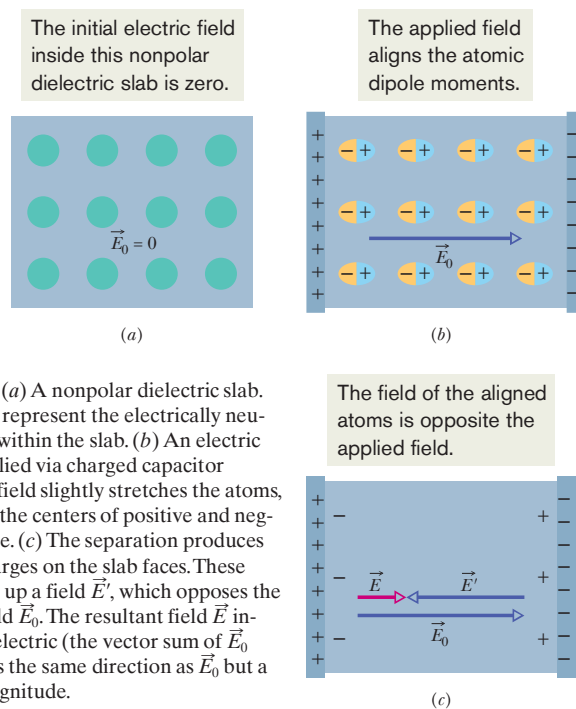 The initial electric field
inside this nonpolar
dielectric slab is zero.
E⃗₀ = 0
(a)
The applied field
aligns the atomic
dipole moments.
+ − + − + − + − + −
+ −
+ −
+ − + − + − + − + −
+ −
+ −
E⃗₀
+ − + − + − + − + −
+ −
(b)
(a) A nonpolar dielectric slab.
represent the electrically neu-
within the slab. (b) An electric
plied via charged capacitor
field slightly stretches the atoms,
the centers of positive and neg-
e. (c) The separation produces
rges on the slab faces. These
up a field E⃗′, which opposes the
ld E⃗₀. The resultant field E⃗ in-
electric (the vector sum of E⃗₀
s the same direction as E⃗₀ but a
gnitude.
The field of the aligned
atoms is opposite the
applied field.
+ − + −
+ −
+ −
+ − + −
E⃗ E⃗′
E⃗₀
+ − + −
+ −
(c)